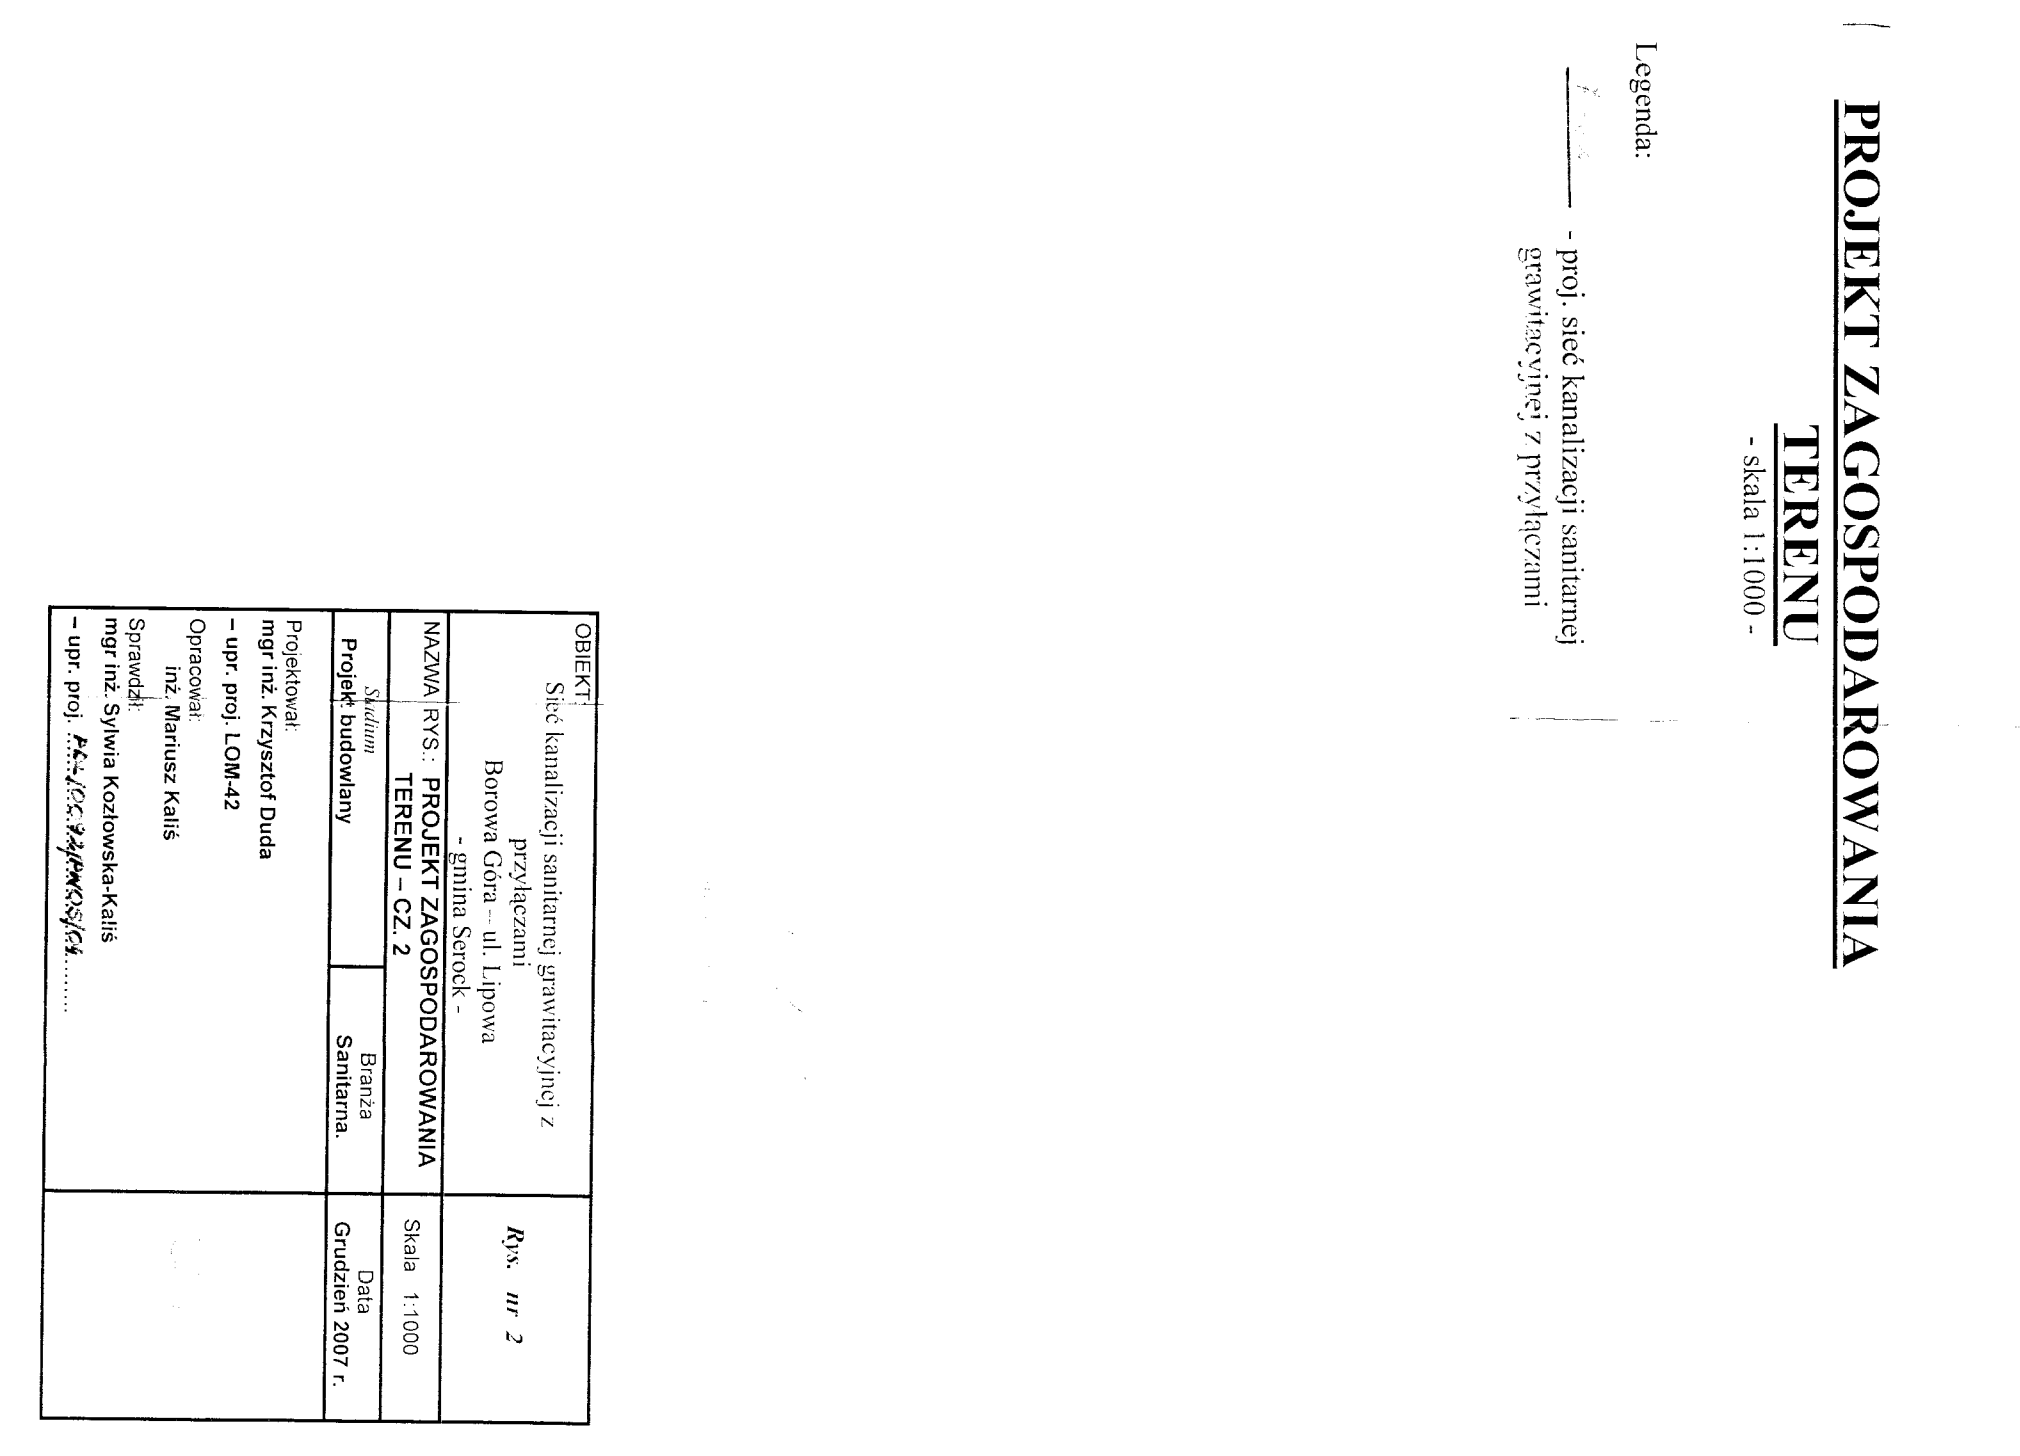 PROJEKT ZAGOSPODAROWANIA
TERENU
- skala 1:1000 -
Legenda:
- proj. sieć kanalizacji sanitarnej
grawitacyjnej z przyłączami
OBIEKT:
Sieć kanalizacji sanitarnej grawitacyjnej z
przyłączami
Borowa Góra – ul. Lipowa
- gmina Serock -
Rys. nr 2
NAZWA RYS.: PROJEKT ZAGOSPODAROWANIA
TERENU – CZ. 2
Skala 1:1000
Stadium
Projekt budowlany
Branża
Sanitarna.
Data
Grudzień 2007 r.
Projektował:
mgr inż. Krzysztof Duda
– upr. proj. LOM-42
Opracował:
inż. Mariusz Kaliś
Sprawdził:
mgr inż. Sylwia Kozłowska-Kaliś
– upr. proj.